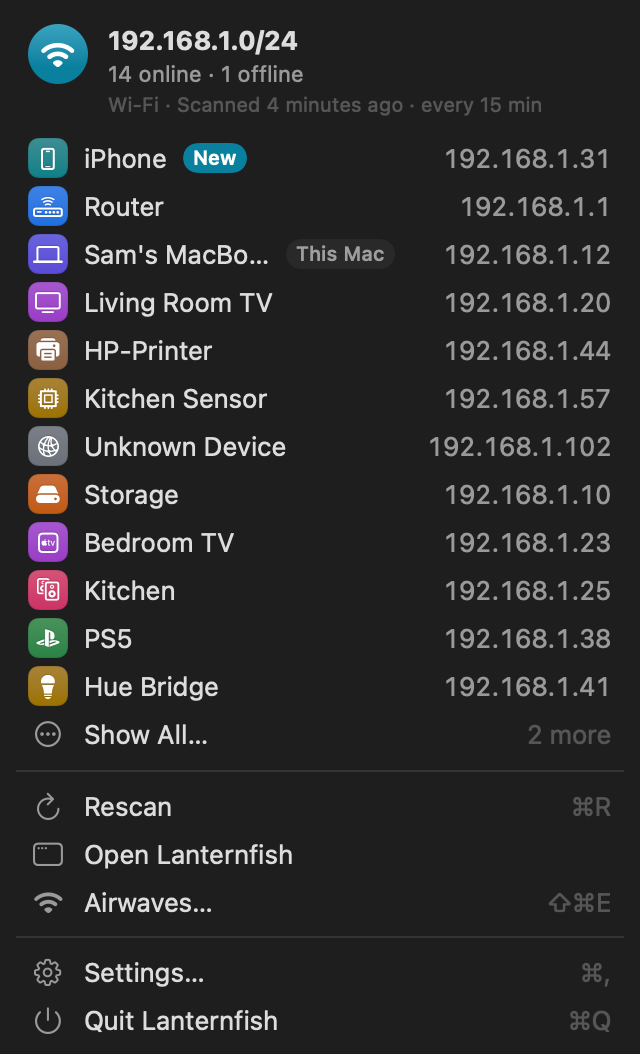 192.168.1.0/24
14 online · 1 offline
Wi-Fi · Scanned 4 minutes ago · every 15 min
iPhone New 192.168.1.31
Router 192.168.1.1
Sam's MacBo... This Mac 192.168.1.12
Living Room TV 192.168.1.20
HP-Printer 192.168.1.44
Kitchen Sensor 192.168.1.57
Unknown Device 192.168.1.102
Storage 192.168.1.10
tv Bedroom TV 192.168.1.23
Kitchen 192.168.1.25
PS5 192.168.1.38
Hue Bridge 192.168.1.41
Show All... 2 more
Rescan ⌘R
Open Lanternfish
Airwaves... ⇧⌘E
Settings... ⌘,
Quit Lanternfish ⌘Q